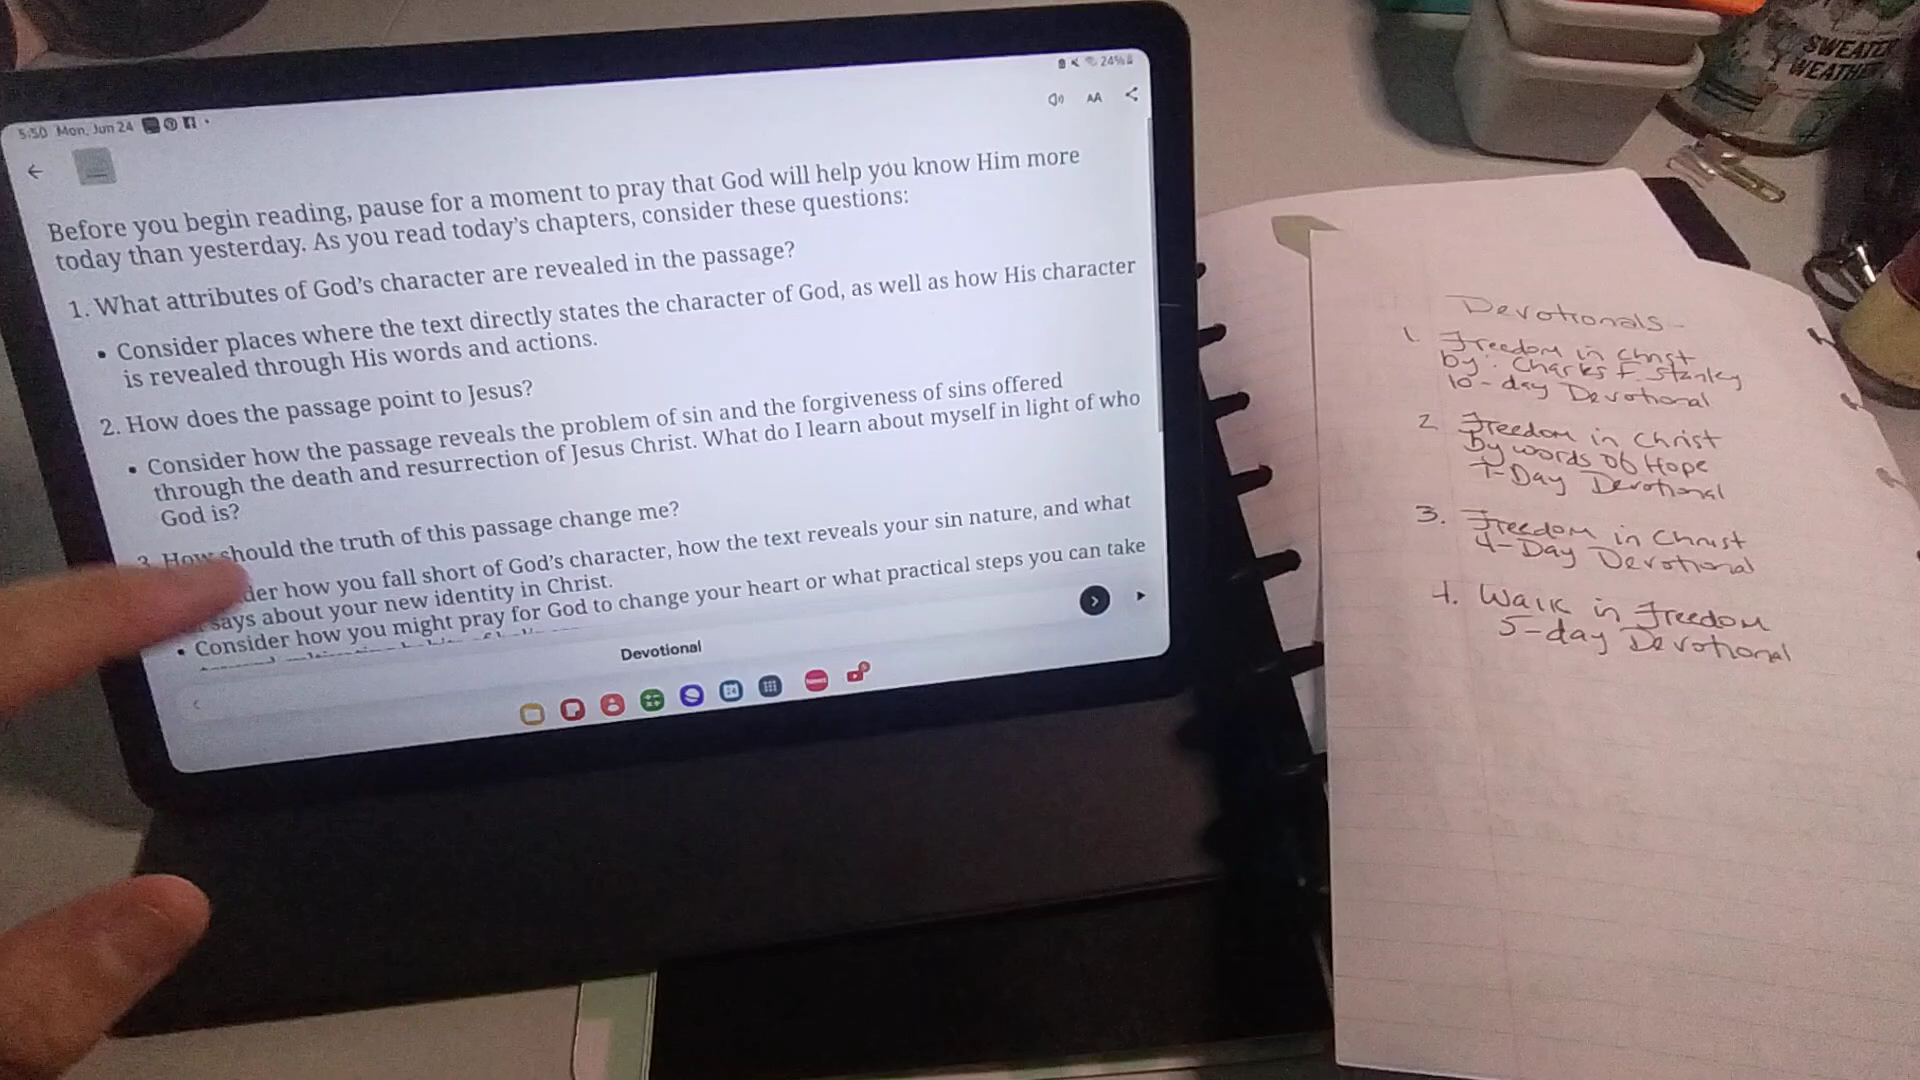 5:50 Mon, Jun 24
24%
AA
Before you begin reading, pause for a moment to pray that God will help you know Him more
today than yesterday. As you read today's chapters, consider these questions:
1. What attributes of God's character are revealed in the passage?
• Consider places where the text directly states the character of God, as well as how His character
is revealed through His words and actions.
2. How does the passage point to Jesus?
• Consider how the passage reveals the problem of sin and the forgiveness of sins offered
through the death and resurrection of Jesus Christ. What do I learn about myself in light of who
God is?
3. How should the truth of this passage change me?
der how you fall short of God's character, how the text reveals your sin nature, and what
says about your new identity in Christ.
• Consider how you might pray for God to change your heart or what practical steps you can take
Devotional
24
SWEATER
WEATHER
Devotionals -
1. Freedom in Christ
by: Charles F. Stanley
10-day Devotional
2 Freedom in Christ
By words of Hope
7-Day Devotional
3. Freedom in Christ
4-Day Devotional
4. Walk in Freedom
5-day Devotional